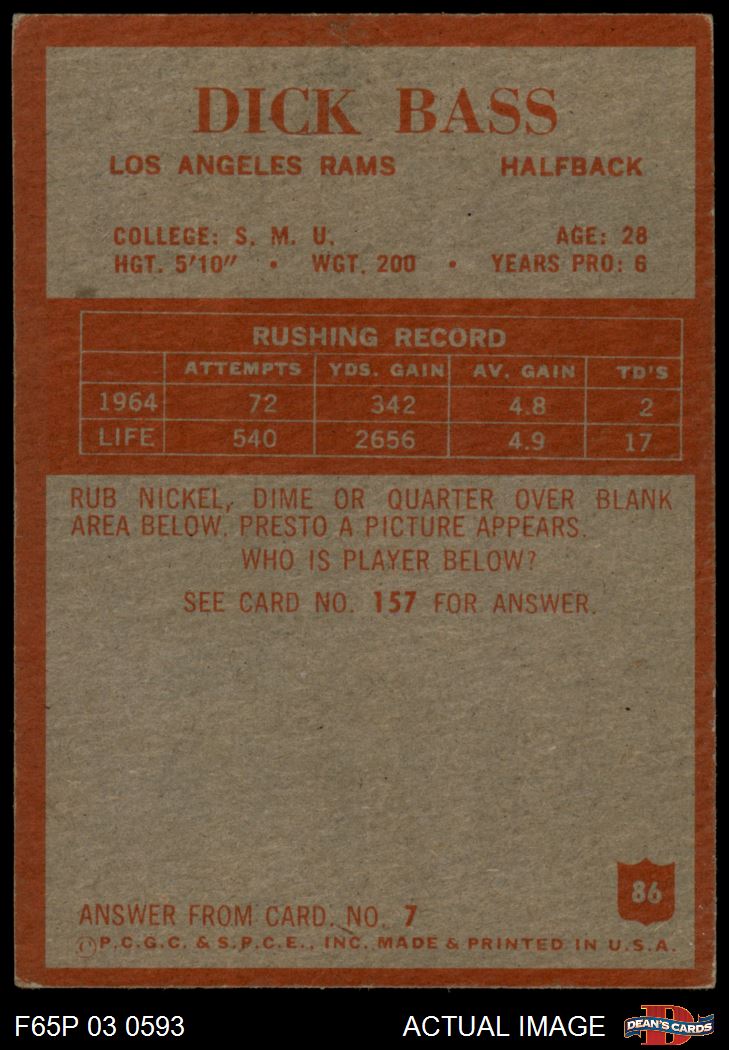 DICK BASS
LOS ANGELES RAMS HALFBACK
COLLEGE: S. M. U. AGE: 28
HGT. 5'10" • WGT. 200 • YEARS PRO: 6
RUSHING RECORD
ATTEMPTS YDS. GAIN AV. GAIN TD'S
1964 72 342 4.8 2
LIFE 540 2656 4.9 17
RUB NICKEL, DIME OR QUARTER OVER BLANK
AREA BELOW. PRESTO A PICTURE APPEARS.
WHO IS PLAYER BELOW?
SEE CARD NO. 157 FOR ANSWER.
86
ANSWER FROM CARD. NO. 7
©P.C.G.C. & S.P.C.E., INC. MADE & PRINTED IN U.S.A.
F65P 03 0593 ACTUAL IMAGE DEAN'S CARDS